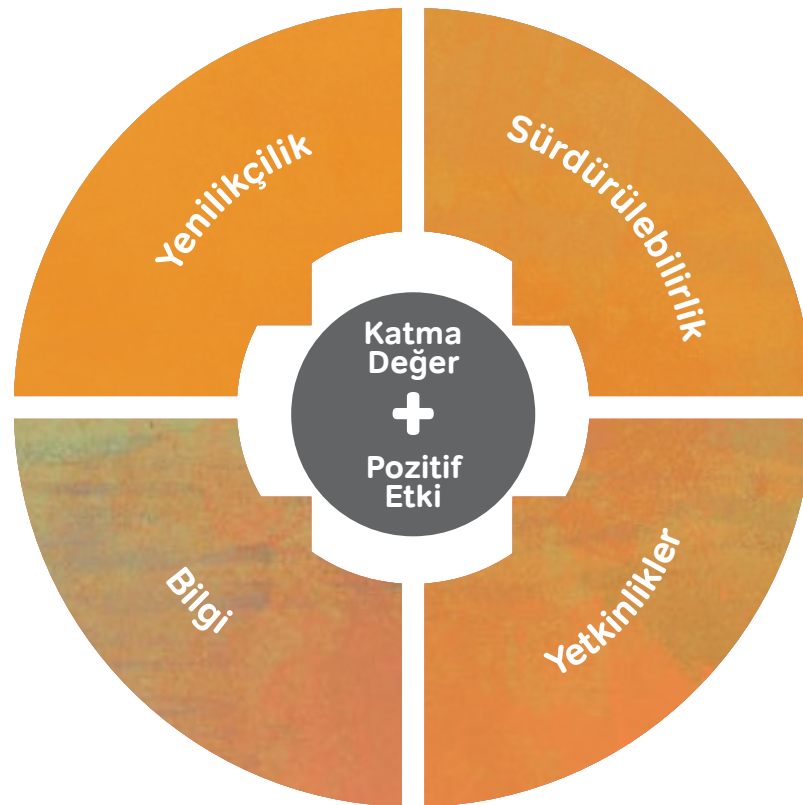 Yenilikçilik
Sürdürülebilirlik
Katma
Değer
+
Pozitif
Etki
Bilgi
Yetkinlikler